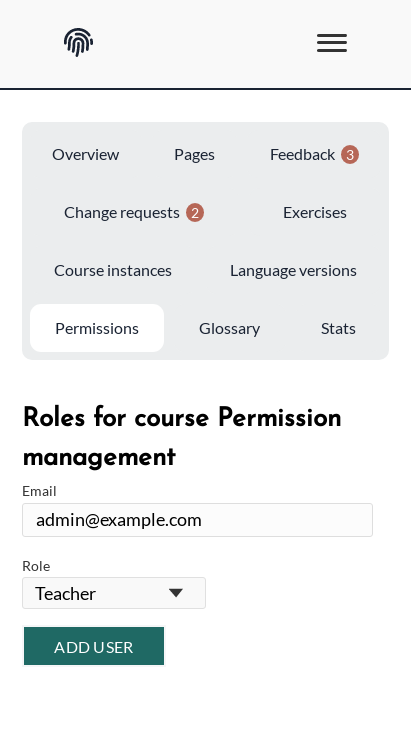 Overview Pages Feedback 3
Change requests 2 Exercises
Course instances Language versions
Permissions Glossary Stats
Roles for course Permission
management
Email
admin@example.com
Role
Teacher
ADD USER